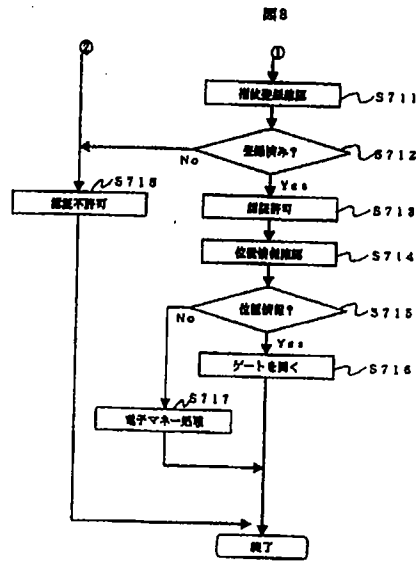 図8
② ①
指紋登録確認 S711
登録済み? S712
No Yes
S718
認証不許可 認証許可 S713
位置情報確認 S714
位置情報? S715
No Yes
ゲートを開く S716
S717
電子マネー処理
終了